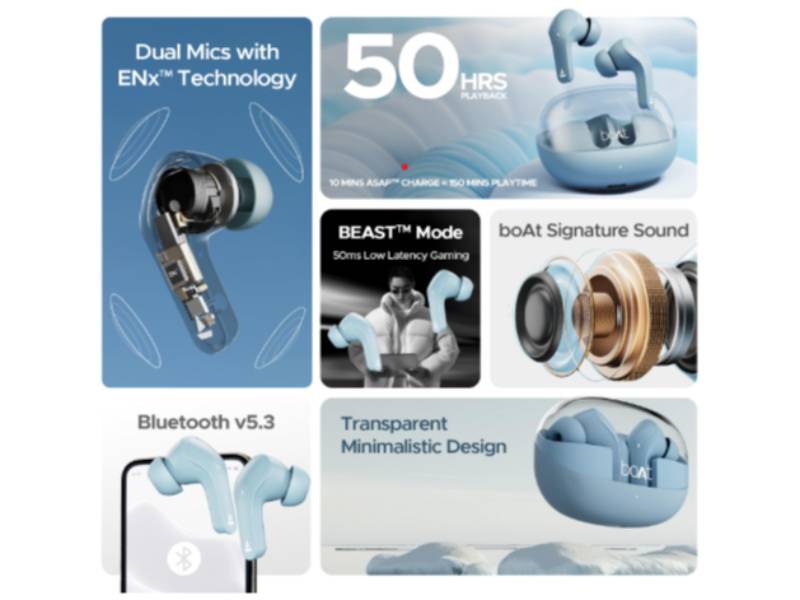 Dual Mics with
ENx™ Technology
50 HRS
PLAYBACK
boAt
10 MINS ASAP™ CHARGE = 150 MINS PLAYTIME
BEAST™ Mode
50ms Low Latency Gaming
boAt Signature Sound
Bluetooth v5.3
Transparent
Minimalistic Design
boAt